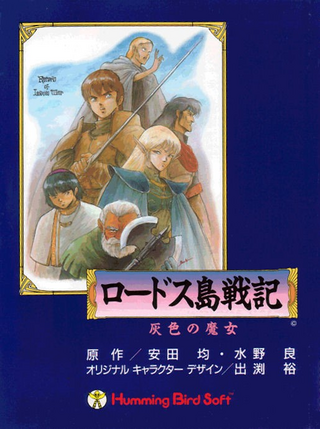 Record of Lodoss War
ロードス島戦記
©
灰色の魔女
原作／安田 均・水野 良
オリジナル キャラクター デザイン／出渕 裕
Humming Bird Soft™